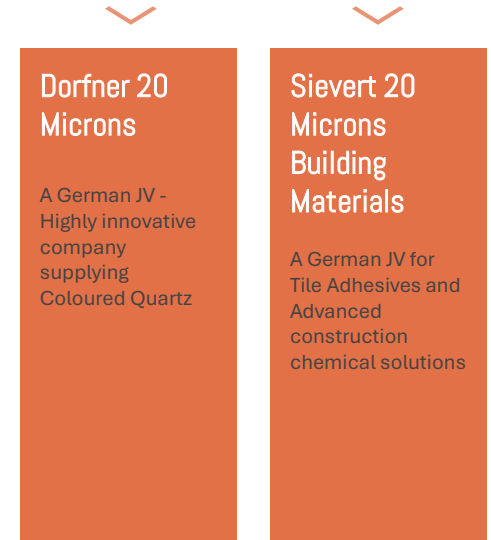 Dorfner 20
Microns
A German JV -
Highly innovative
company
supplying
Coloured Quartz
Sievert 20
Microns
Building
Materials
A German JV for
Tile Adhesives and
Advanced
construction
chemical solutions